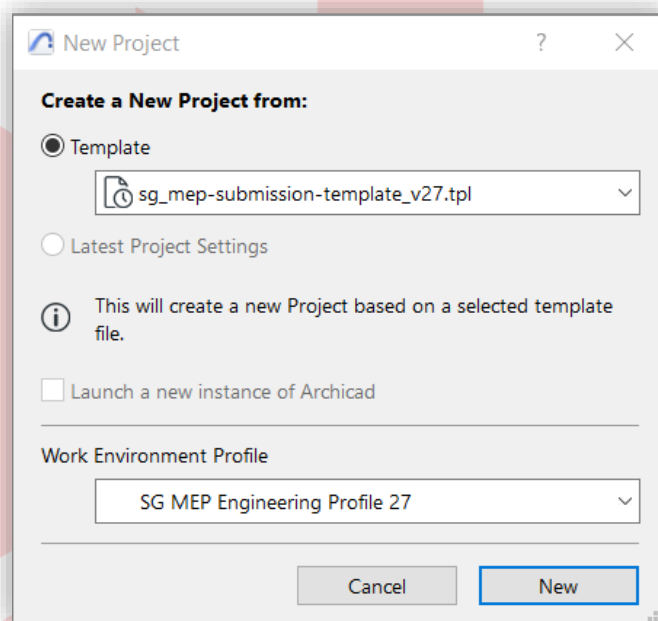 New Project
?
Create a New Project from:
Template
sg_mep-submission-template_v27.tpl
Latest Project Settings
This will create a new Project based on a selected template
file.
Launch a new instance of Archicad
Work Environment Profile
SG MEP Engineering Profile 27
Cancel New